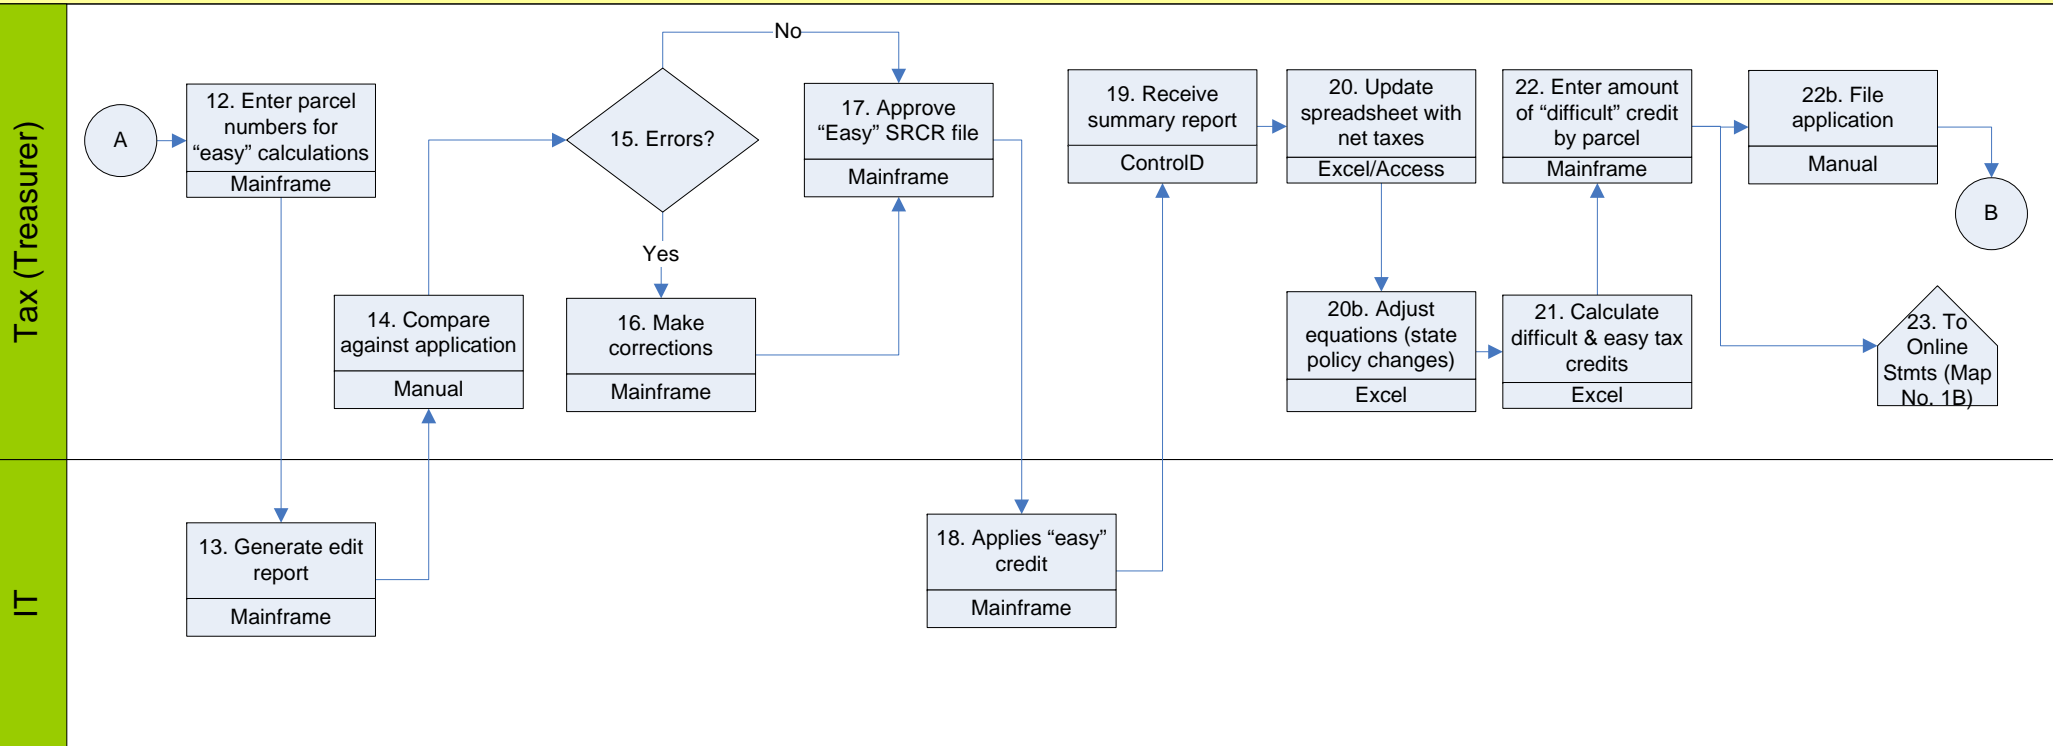 Tax (Treasurer)
A
12. Enter parcel
numbers for
“easy” calculations
Mainframe
14. Compare
against application
Manual
15. Errors?
No
Yes
16. Make
corrections
Mainframe
17. Approve
“Easy” SRCR file
Mainframe
19. Receive
summary report
ControlD
20. Update
spreadsheet with
net taxes
Excel/Access
20b. Adjust
equations (state
policy changes)
Excel
21. Calculate
difficult & easy tax
credits
Excel
22. Enter amount
of “difficult” credit
by parcel
Mainframe
22b. File
application
Manual
B
23. To
Online
Stmts (Map
No. 1B)
IT
13. Generate edit
report
Mainframe
18. Applies “easy”
credit
Mainframe